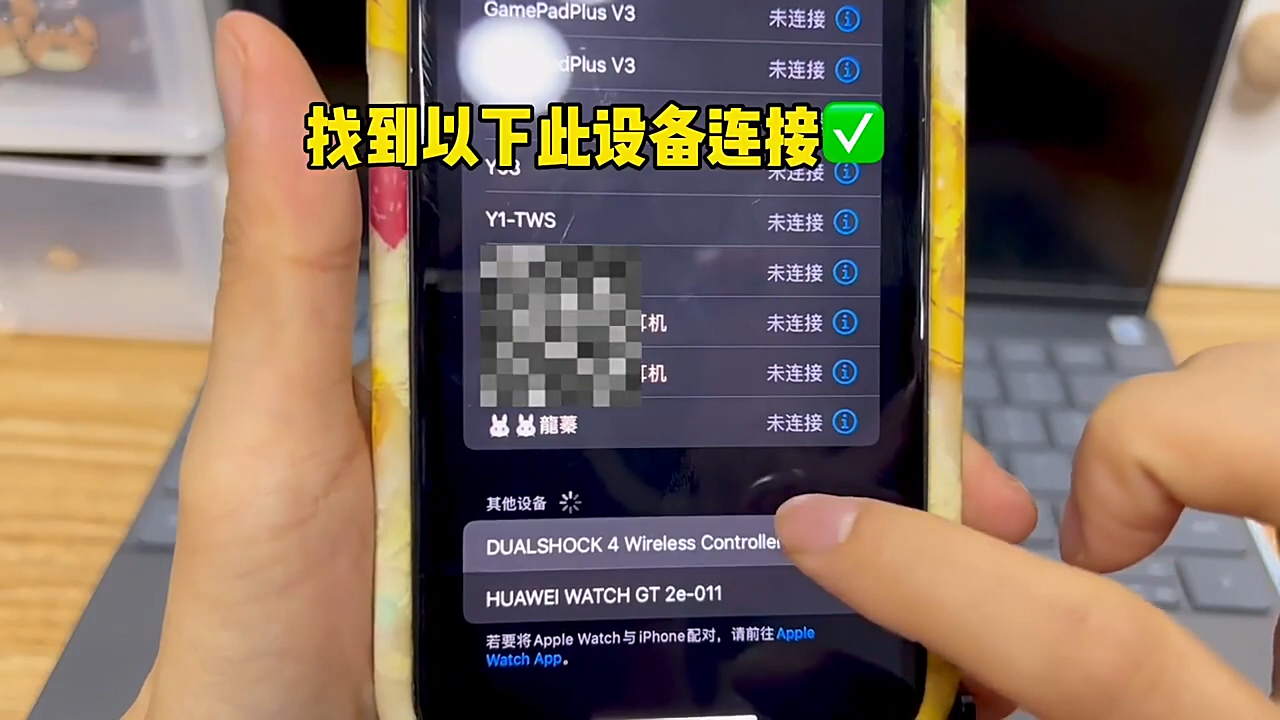 GamePadPlus V3 未连接
dPlus V3 未连接
找到以下此设备连接✅
未连接
Y1-TWS 未连接
未连接
耳机 未连接
耳机 未连接
🐰🐰龍蓁 未连接
其他设备
DUALSHOCK 4 Wireless Controller
HUAWEI WATCH GT 2e-011
若要将Apple Watch与iPhone配对，请前往Apple
Watch App。